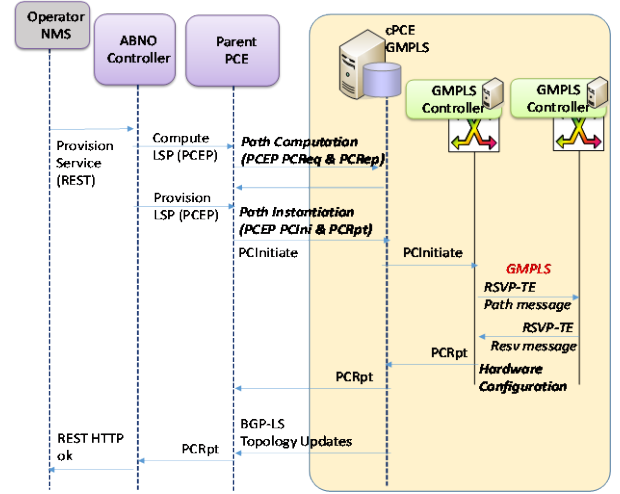 Operator
NMS
ABNO
Controller
Parent
PCE
cPCE
GMPLS
GMPLS
Controller
GMPLS
Controller
Provision
Service
(REST)
Compute
LSP (PCEP)
Path Computation
(PCEP PCReq & PCRep)
Provision
LSP (PCEP)
Path Instantiation
(PCEP PCIni & PCRpt)
PCInitiate
PCInitiate
GMPLS
RSVP-TE
Path message
RSVP-TE
Resv message
PCRpt
Hardware
Configuration
PCRpt
BGP-LS
Topology Updates
PCRpt
REST HTTP
ok